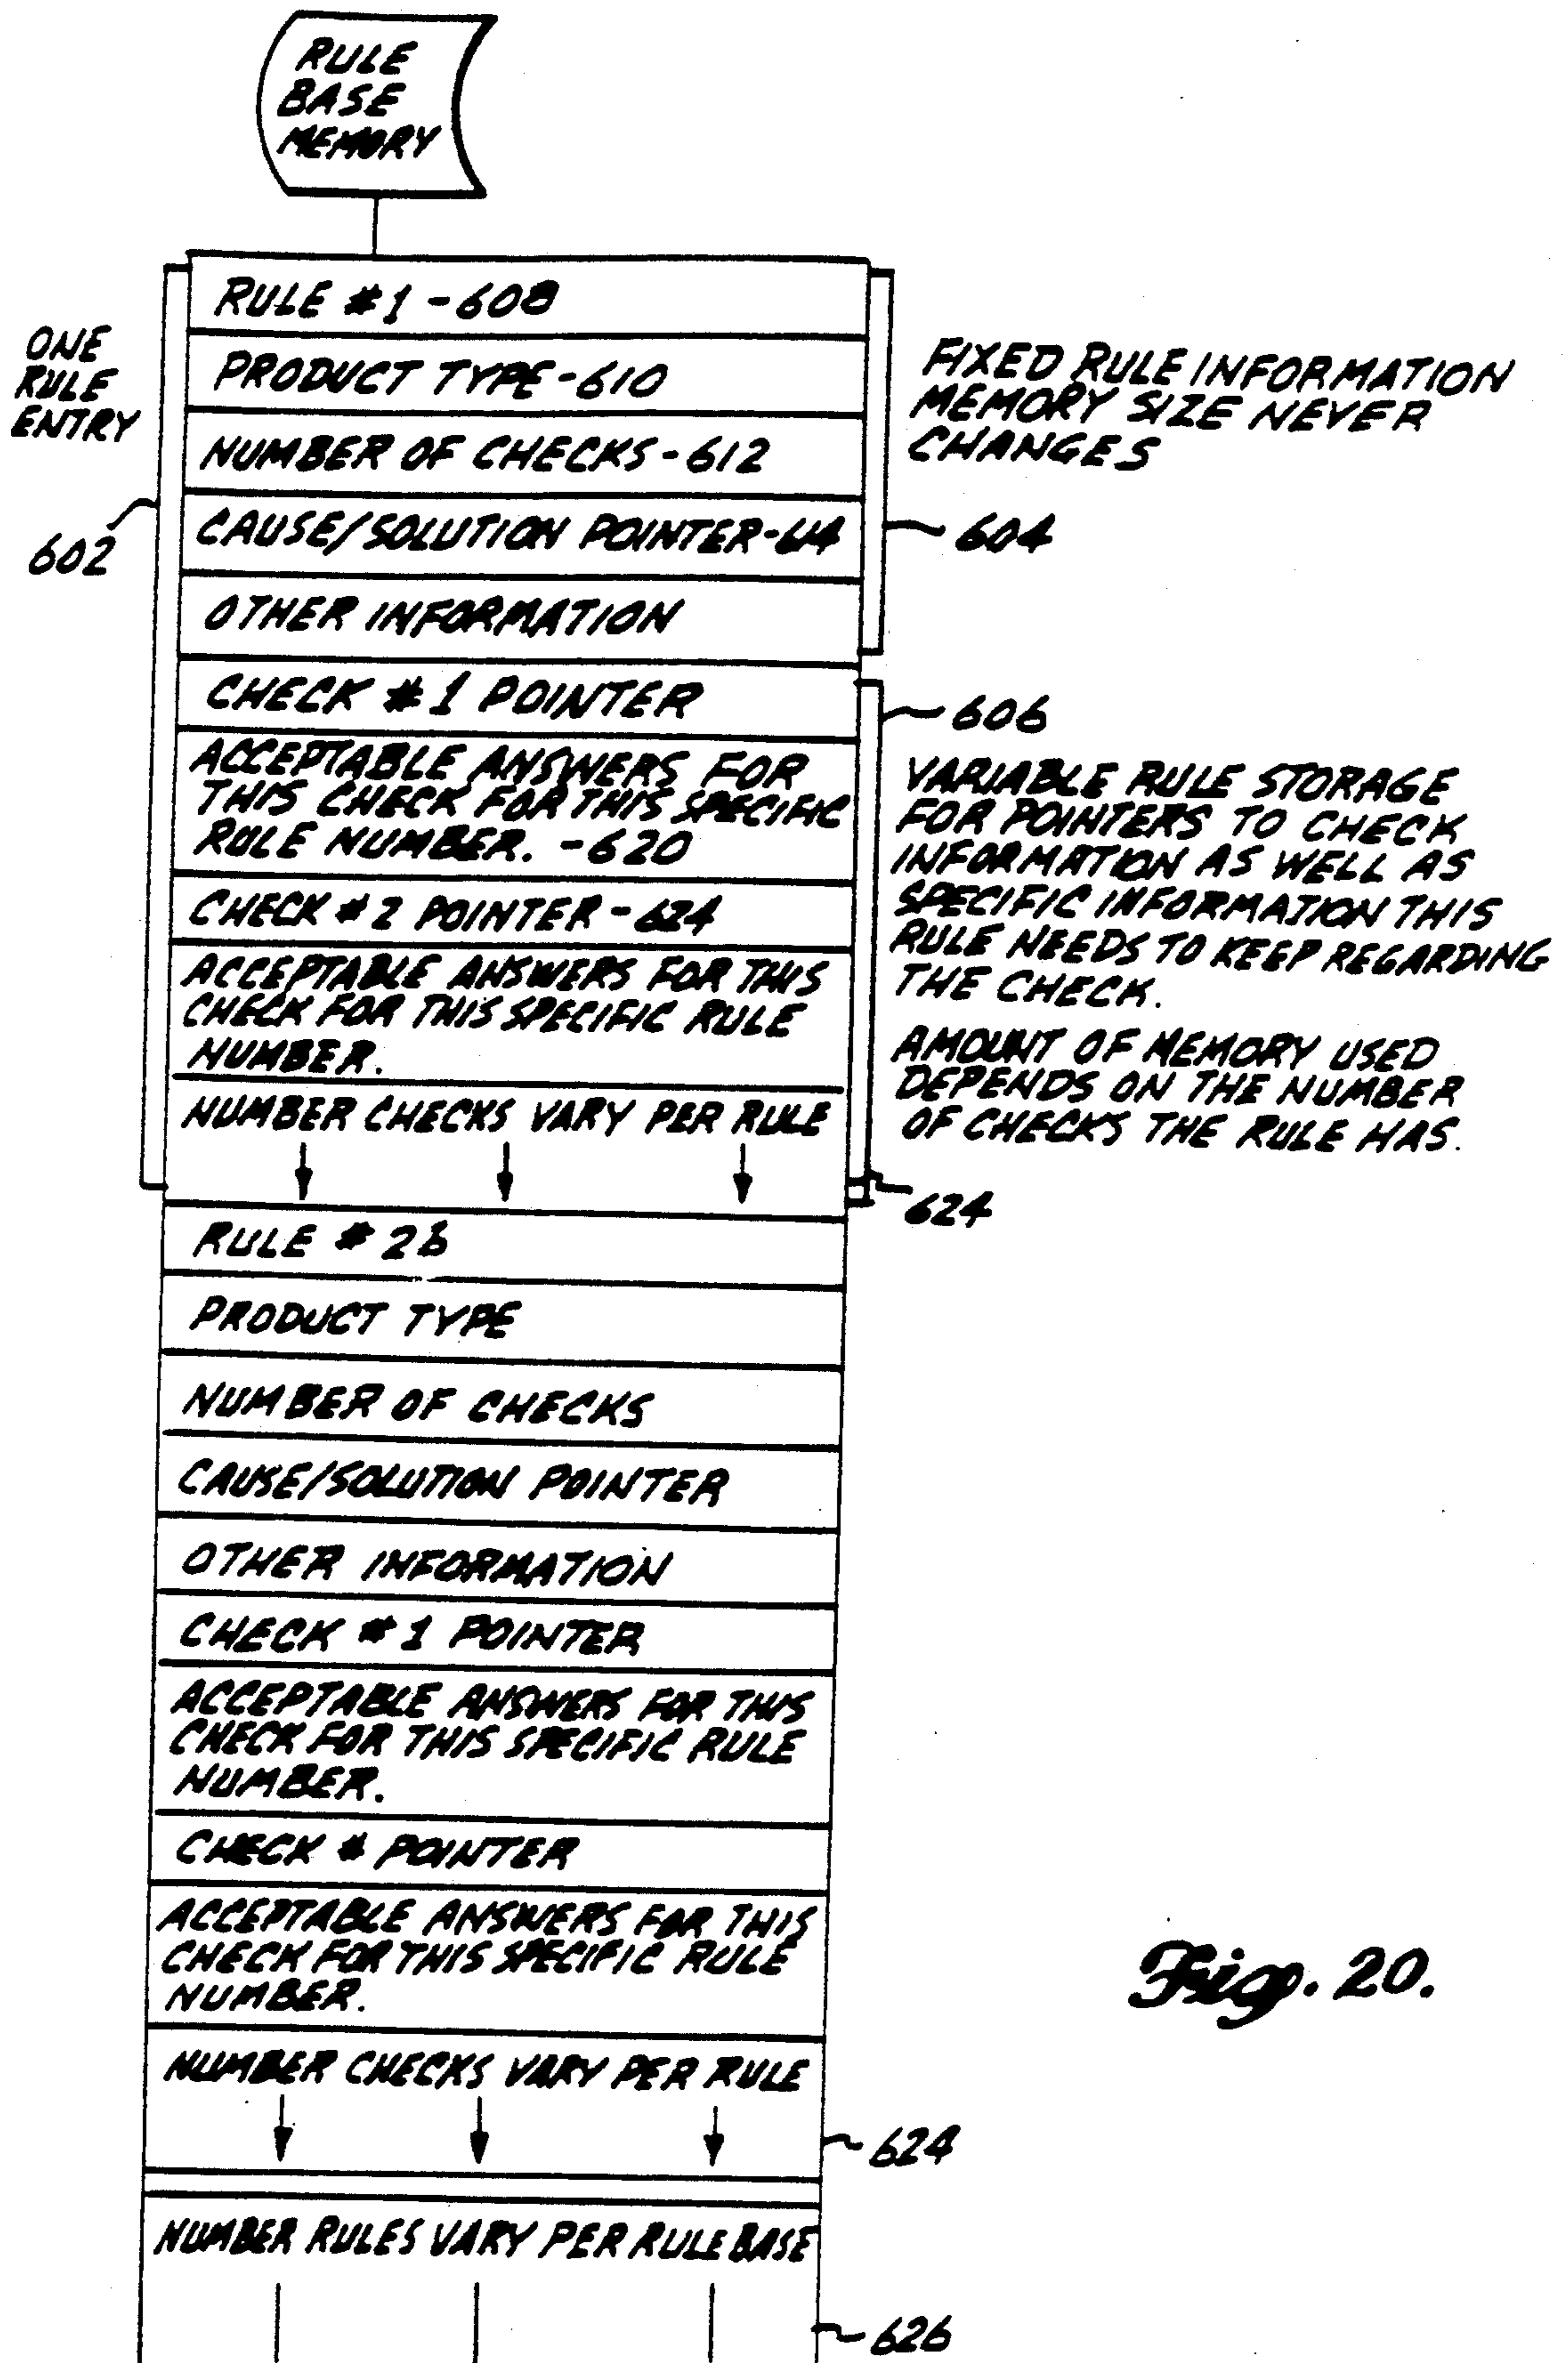 RULE
BASE
MEMORY
ONE
RULE
ENTRY
602
RULE #1 - 608
PRODUCT TYPE - 610
NUMBER OF CHECKS - 612
CAUSE/SOLUTION POINTER - 614
OTHER INFORMATION
FIXED RULE INFORMATION
MEMORY SIZE NEVER
CHANGES
604
CHECK #1 POINTER
ACCEPTABLE ANSWERS FOR
THIS CHECK FOR THIS SPECIFIC
RULE NUMBER. - 620
CHECK #2 POINTER - 624
ACCEPTABLE ANSWERS FOR THIS
CHECK FOR THIS SPECIFIC RULE
NUMBER.
NUMBER CHECKS VARY PER RULE
606
VARIABLE RULE STORAGE
FOR POINTERS TO CHECK
INFORMATION AS WELL AS
SPECIFIC INFORMATION THIS
RULE NEEDS TO KEEP REGARDING
THE CHECK.
AMOUNT OF MEMORY USED
DEPENDS ON THE NUMBER
OF CHECKS THE RULE HAS.
624
RULE # 26
PRODUCT TYPE
NUMBER OF CHECKS
CAUSE/SOLUTION POINTER
OTHER INFORMATION
CHECK #1 POINTER
ACCEPTABLE ANSWERS FOR THIS
CHECK FOR THIS SPECIFIC RULE
NUMBER.
CHECK # POINTER
ACCEPTABLE ANSWERS FOR THIS
CHECK FOR THIS SPECIFIC RULE
NUMBER.
NUMBER CHECKS VARY PER RULE
624
NUMBER RULES VARY PER RULE BASE
626
Fig. 20.